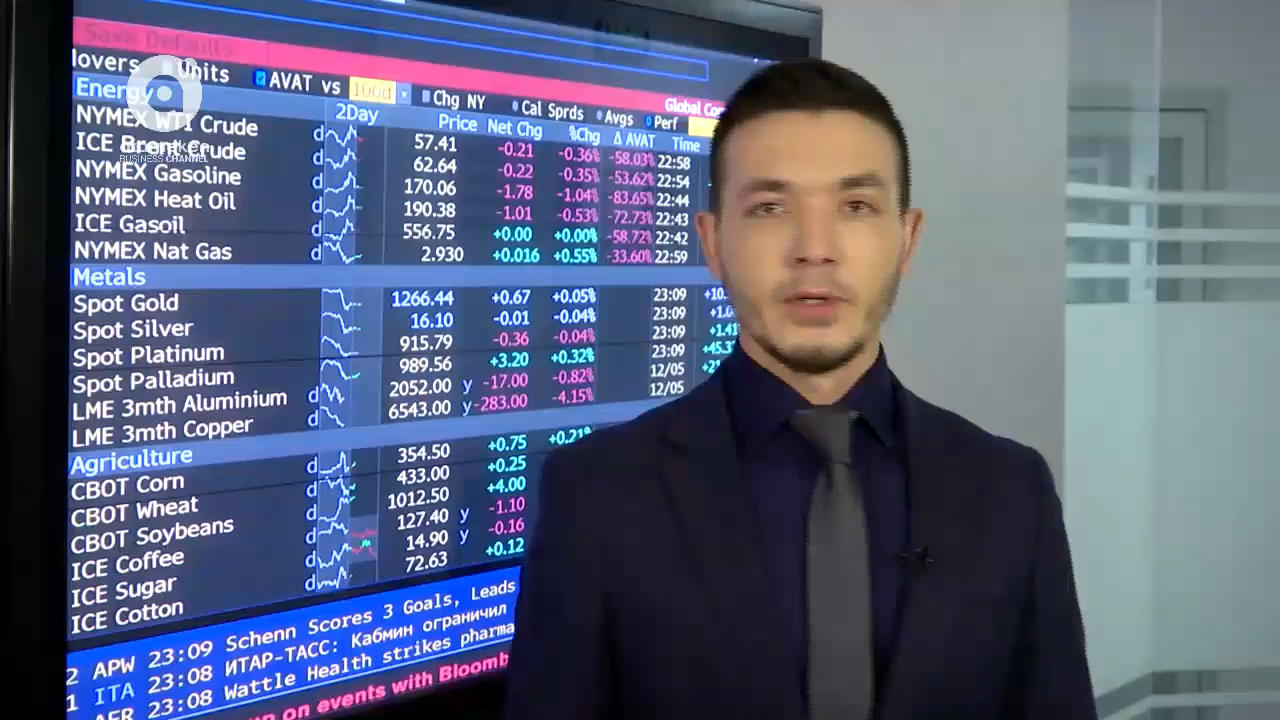 Save Defaults
Units
AVAT vs 100d Chg NY Cal Sprds Avgs Perf
Energy 2Day Price Net Chg %Chg Δ AVAT Time
NYMEX WTI Crude d 57.41 -0.21 -0.36% -58.03% 22:58
ICE Brent Crude d 62.64 -0.22 -0.35% -53.62% 22:54
NYMEX Gasoline d 170.06 -1.78 -1.04% -83.65% 22:44
NYMEX Heat Oil d 190.38 -1.01 -0.53% -72.73% 22:43
ICE Gasoil d 556.75 +0.00 +0.00% -58.72% 22:42
NYMEX Nat Gas d 2.930 +0.016 +0.55% -33.60% 22:59
Metals
Spot Gold 1266.44 +0.67 +0.05% 23:09
Spot Silver 16.10 -0.01 -0.04% 23:09
Spot Platinum 915.79 -0.36 -0.04% 23:09
Spot Palladium 989.56 +3.20 +0.32% 23:09
LME 3mth Aluminium d 2052.00 y -17.00 -0.82% 12/05
LME 3mth Copper d 6543.00 y -283.00 -4.15% 12/05
Agriculture
CBOT Corn d 354.50 +0.75 +0.21%
CBOT Wheat d 433.00 +0.25
CBOT Soybeans d 1012.50 +4.00
ICE Coffee d 127.40 y -1.10
ICE Sugar d 14.90 y -0.16
ICE Cotton d 72.63 +0.12
2 APW 23:09 Schenn Scores 3 Goals, Leads
1 ITA 23:08 ИТАР-ТАСС: Кабмин ограничил
AFR 23:08 Wattle Health strikes pharma
on events with Bloomb
BUSINESS CHANNEL